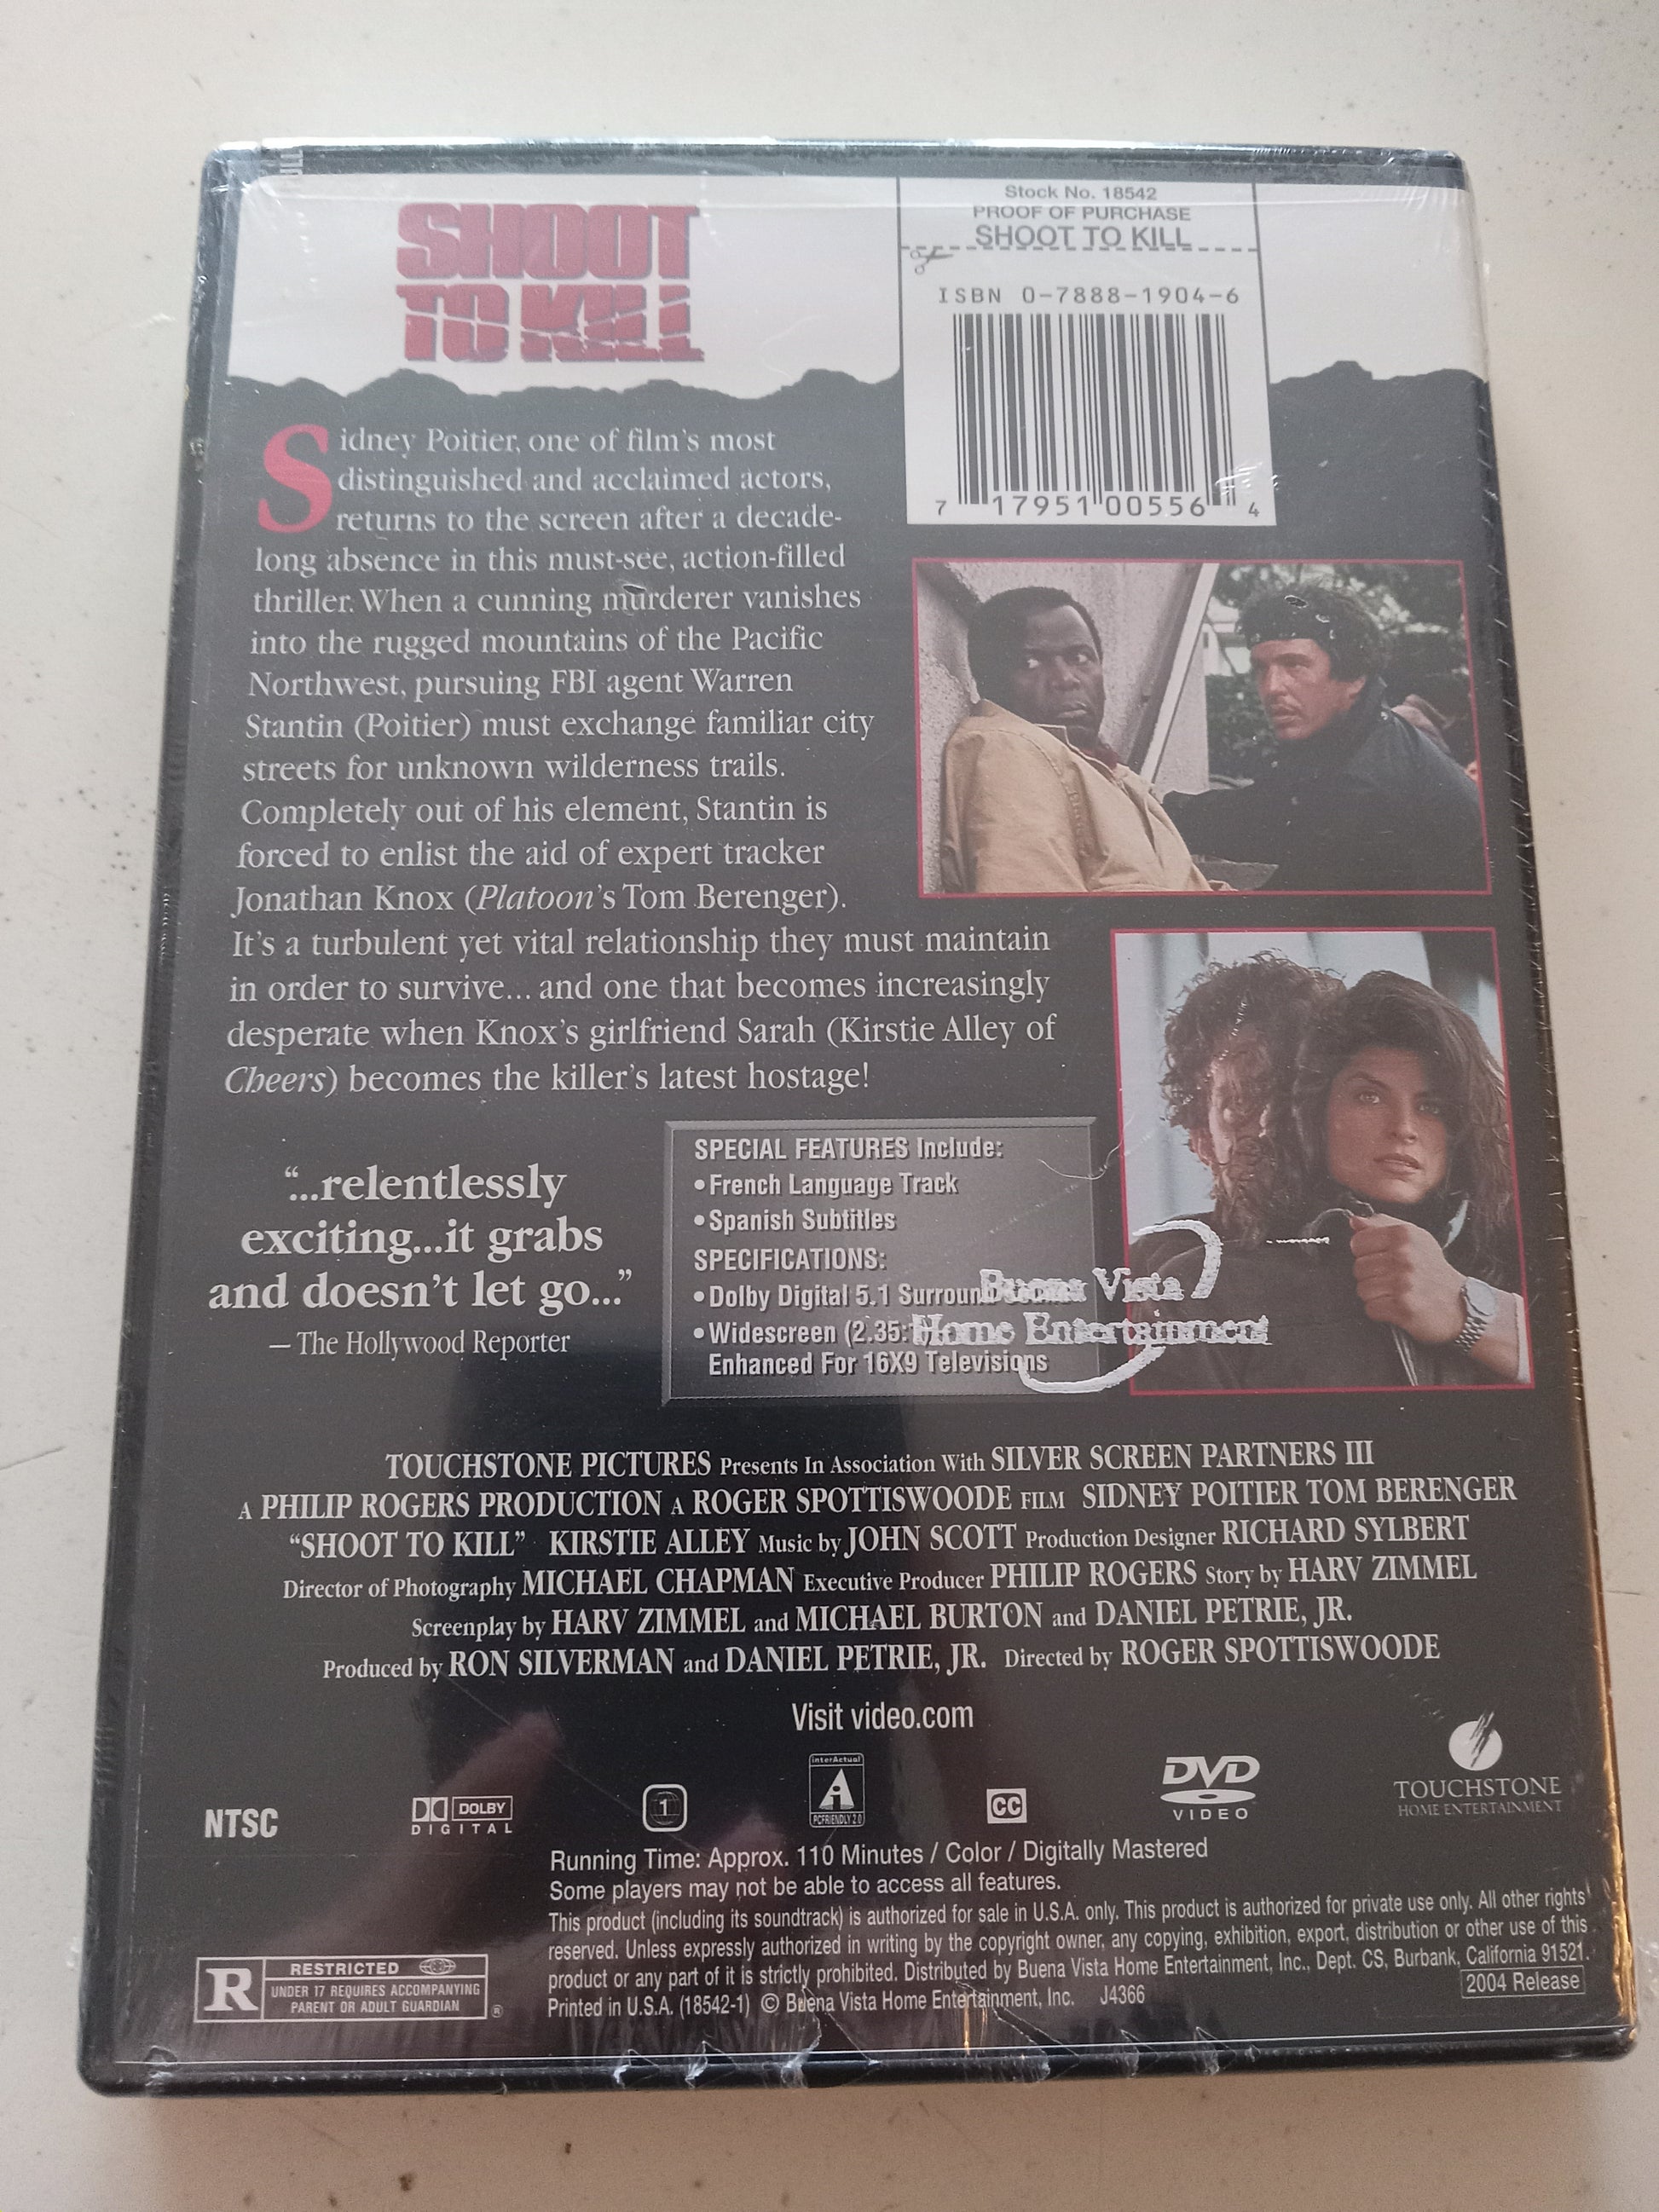 SHOOT
TO KILL
Stock No. 18542
PROOF OF PURCHASE
SHOOT TO KILL
ISBN 0-7888-1904-6
7 17951 00556 4
Sidney Poitier, one of film's most
distinguished and acclaimed actors,
returns to the screen after a decade-
long absence in this must-see, action-filled
thriller. When a cunning murderer vanishes
into the rugged mountains of the Pacific
Northwest, pursuing FBI agent Warren
Stantin (Poitier) must exchange familiar city
streets for unknown wilderness trails.
Completely out of his element, Stantin is
forced to enlist the aid of expert tracker
Jonathan Knox (Platoon's Tom Berenger).
It's a turbulent yet vital relationship they must maintain
in order to survive... and one that becomes increasingly
desperate when Knox's girlfriend Sarah (Kirstie Alley of
Cheers) becomes the killer's latest hostage!
"...relentlessly
exciting...it grabs
and doesn't let go..."
– The Hollywood Reporter
SPECIAL FEATURES Include:
• French Language Track
• Spanish Subtitles
SPECIFICATIONS:
• Dolby Digital 5.1
• Widescreen (2.35:
Enhanced For 16X9 Televisions
Buena Vista
Home Entertainment
TOUCHSTONE PICTURES Presents In Association With SILVER SCREEN PARTNERS III
A PHILIP ROGERS PRODUCTION A ROGER SPOTTISWOODE FILM SIDNEY POITIER TOM BERENGER
"SHOOT TO KILL" KIRSTIE ALLEY Music by JOHN SCOTT Production Designer RICHARD SYLBERT
Director of Photography MICHAEL CHAPMAN Executive Producer PHILIP ROGERS Story by HARV ZIMMEL
Screenplay by HARV ZIMMEL and MICHAEL BURTON and DANIEL PETRIE, JR.
Produced by RON SILVERMAN and DANIEL PETRIE, JR. Directed by ROGER SPOTTISWOODE
Visit video.com
NTSC
DOLBY
DIGITAL
1
interActual
PCFRIENDLY 2.0
CC
DVD
VIDEO
TOUCHSTONE
HOME ENTERTAINMENT
Running Time: Approx. 110 Minutes / Color / Digitally Mastered
Some players may not be able to access all features.
This product (including its soundtrack) is authorized for sale in U.S.A. only. This product is authorized for private use only. All other rights
reserved. Unless expressly authorized in writing by the copyright owner, any copying, exhibition, export, distribution or other use of this
product or any part of it is strictly prohibited. Distributed by Buena Vista Home Entertainment, Inc., Dept. CS, Burbank, California 91521.
Printed in U.S.A. (18542-1) © Buena Vista Home Entertainment, Inc. J4366
2004 Release
R
RESTRICTED
UNDER 17 REQUIRES ACCOMPANYING
PARENT OR ADULT GUARDIAN
®